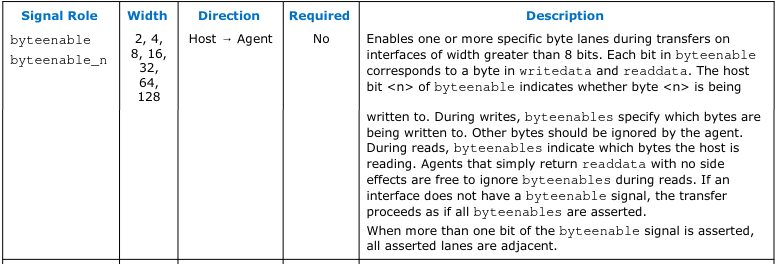 Signal Role Width Direction Required Description
byteenable
byteenable_n
2, 4,
8, 16,
32,
64,
128
Host → Agent
No
Enables one or more specific byte lanes during transfers on
interfaces of width greater than 8 bits. Each bit in byteenable
corresponds to a byte in writedata and readdata. The host
bit <n> of byteenable indicates whether byte <n> is being
written to. During writes, byteenables specify which bytes are
being written to. Other bytes should be ignored by the agent.
During reads, byteenables indicate which bytes the host is
reading. Agents that simply return readdata with no side
effects are free to ignore byteenables during reads. If an
interface does not have a byteenable signal, the transfer
proceeds as if all byteenables are asserted.
When more than one bit of the byteenable signal is asserted,
all asserted lanes are adjacent.